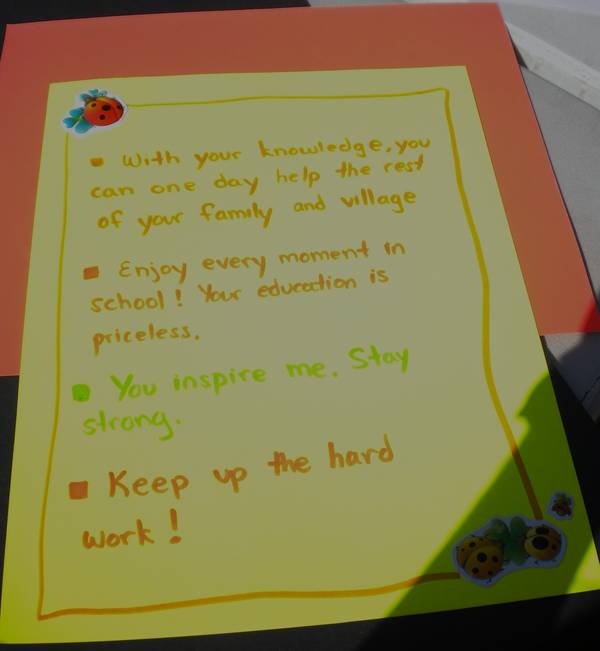 ▪ With your knowledge, you
can one day help the rest
of your family and village
▪ Enjoy every moment in
school! Your education is
priceless.
▪ You inspire me. Stay
strong.
▪ Keep up the hard
work!